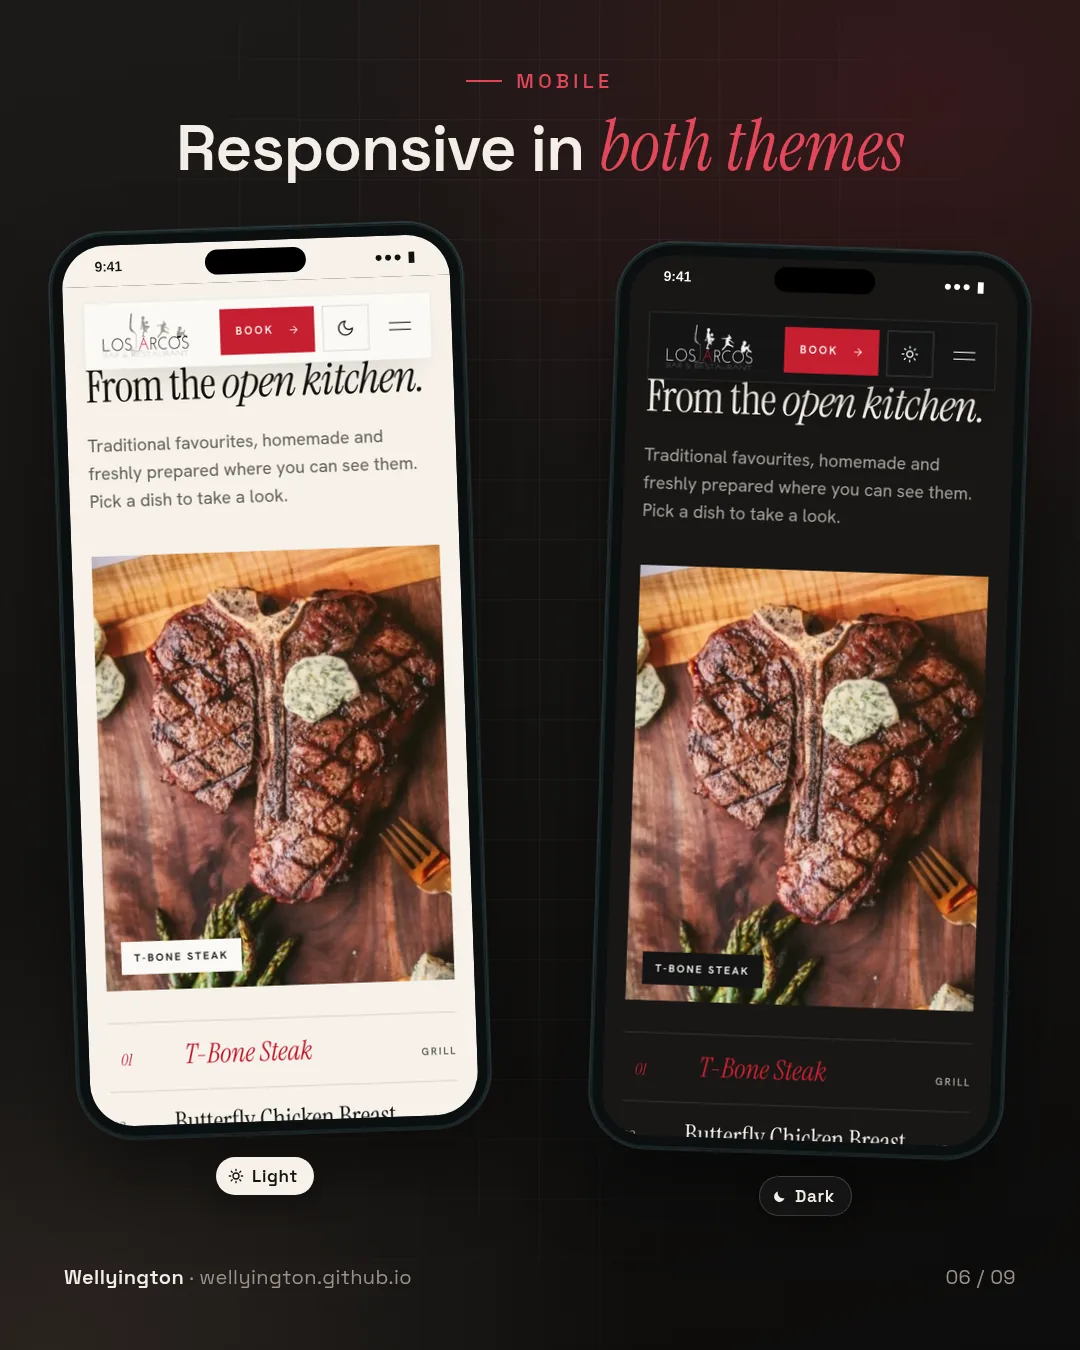 MOBILE
Responsive in both themes
9:41
LOS ARCOS
BAR & RESTAURANT
BOOK →
From the open kitchen.
Traditional favourites, homemade and
freshly prepared where you can see them.
Pick a dish to take a look.
T-BONE STEAK
01 T-Bone Steak GRILL
Butterfly Chicken Breast
Light
9:41
LOS ARCOS
BAR & RESTAURANT
BOOK →
From the open kitchen.
Traditional favourites, homemade and
freshly prepared where you can see them.
Pick a dish to take a look.
T-BONE STEAK
01 T-Bone Steak GRILL
Butterfly Chicken Breast
Dark
Wellyington · wellyington.github.io
06 / 09